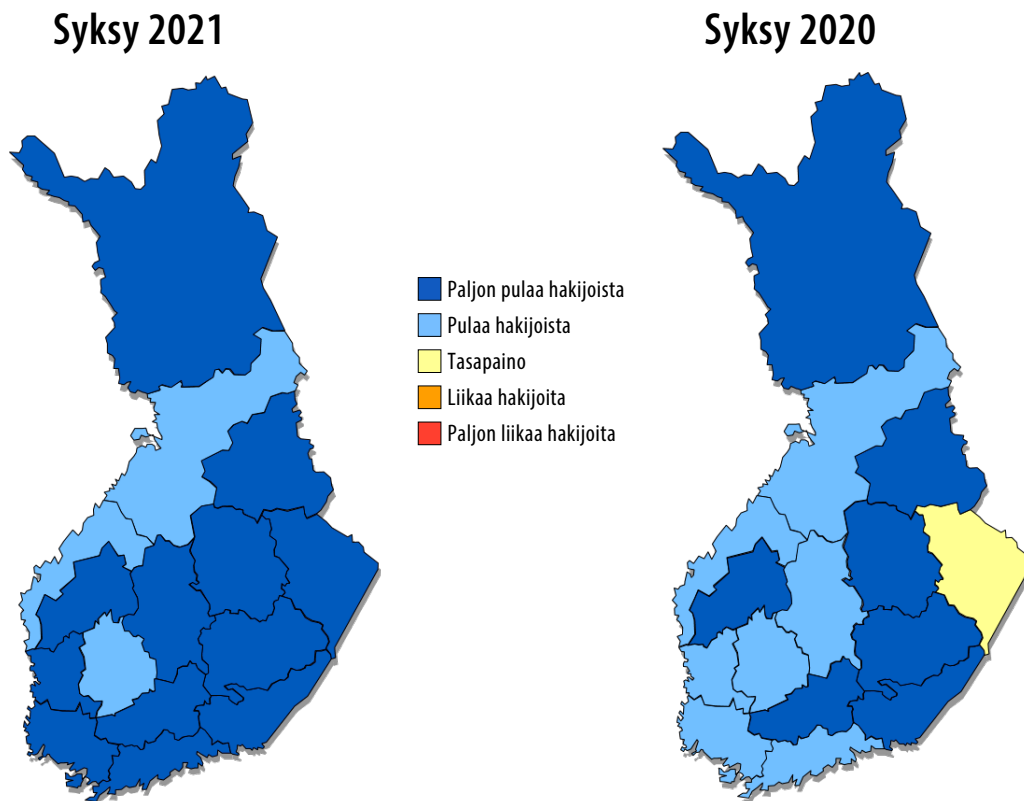 Syksy 2021
Syksy 2020
Paljon pulaa hakijoista
Pulaa hakijoista
Tasapaino
Liikaa hakijoita
Paljon liikaa hakijoita